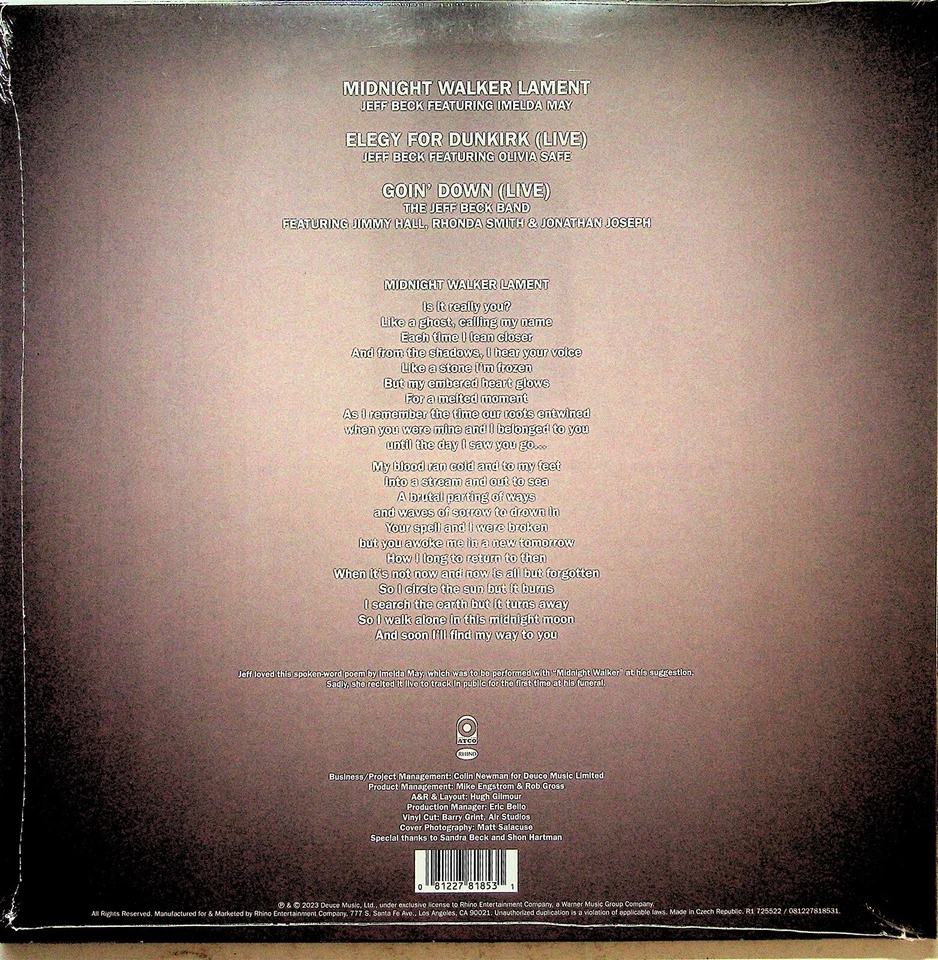 MIDNIGHT WALKER LAMENT
JEFF BECK FEATURING IMELDA MAY
ELEGY FOR DUNKIRK (LIVE)
JEFF BECK FEATURING OLIVIA SAFE
GOIN' DOWN (LIVE)
THE JEFF BECK BAND
FEATURING JIMMY HALL, RHONDA SMITH & JONATHAN JOSEPH
MIDNIGHT WALKER LAMENT
Is it really you?
Like a ghost, calling my name
Each time I lean closer
And from the shadows, I hear your voice
Like a stone I'm frozen
But my embered heart glows
For a melted moment
As I remember the time our roots entwined
when you were mine and I belonged to you
until the day I saw you go...
My blood ran cold and to my feet
Into a stream and out to sea
A brutal parting of ways
and waves of sorrow to drown in
Your spell and I were broken
but you awoke me in a new tomorrow
How I long to return to then
When it's not now and now is all but forgotten
So I circle the sun but it burns
I search the earth but it turns away
So I walk alone in this midnight moon
And soon I'll find my way to you
Jeff loved this spoken-word poem by Imelda May, which was to be performed with "Midnight Walker" at his suggestion.
Sadly, she recited it live to track in public for the first time at his funeral.
ATCO
RHINO
Business/Project Management: Colin Newman for Deuce Music Limited
Product Management: Mike Engstrom & Rob Gross
A&R & Layout: Hugh Gilmour
Production Manager: Eric Bello
Vinyl Cut: Barry Grint, Air Studios
Cover Photography: Matt Salacuse
Special thanks to Sandra Beck and Shon Hartman
0 81227 81853 1
℗ & © 2023 Deuce Music, Ltd., under exclusive license to Rhino Entertainment Company, a Warner Music Group Company.
All Rights Reserved. Manufactured for & Marketed by Rhino Entertainment Company, 777 S. Santa Fe Ave., Los Angeles, CA 90021. Unauthorized duplication is a violation of applicable laws. Made in Czech Republic. R1 725522 / 081227818531.